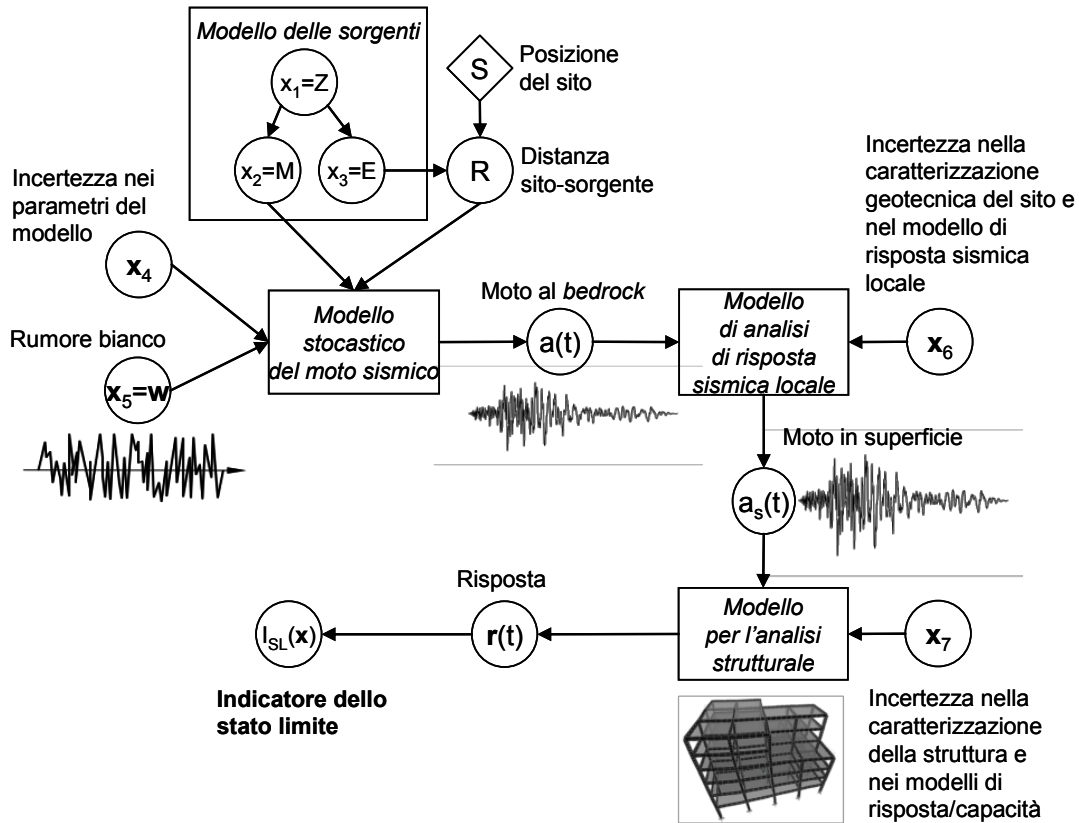 Modello delle sorgenti
x₁=Z
x₂=M
x₃=E
S
Posizione
del sito
R
Distanza
sito-sorgente
Incertezza nei
parametri del
modello
x₄
Rumore bianco
x₅=w
Modello
stocastico
del moto sismico
Moto al bedrock
a(t)
Modello
di analisi
di risposta
sismica locale
Incertezza nella
caratterizzazione
geotecnica del sito e
nel modello di
risposta sismica
locale
x₆
Moto in superficie
aₛ(t)
Modello
per l'analisi
strutturale
x₇
Incertezza nella
caratterizzazione
della struttura e
nei modelli di
risposta/capacità
Risposta
r(t)
I_SL(x)
Indicatore dello
stato limite